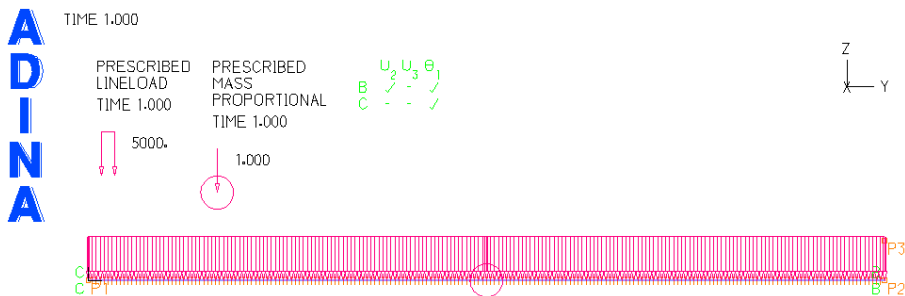 ADINA
TIME 1.000
PRESCRIBED
LINELOAD
TIME 1.000
5000.
PRESCRIBED
MASS
PROPORTIONAL
TIME 1.000
1.000
U2 U3 θ1
B ✓ - ✓
C - - ✓
Z
X Y
P3
C
C P1
B P2